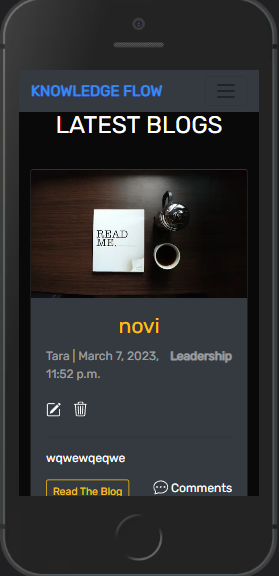 KNOWLEDGE FLOW
LATEST BLOGS
READ
ME.
novi
Tara | March 7, 2023, Leadership
11:52 p.m.
wqwewqeqwe
Read The Blog Comments